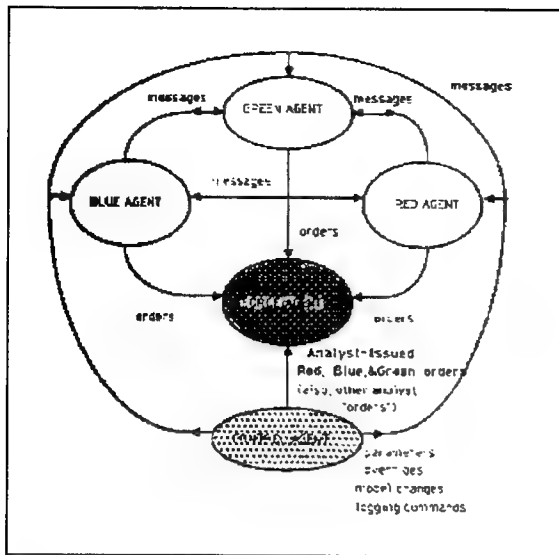 messages
messages
messages
GREEN AGENT
messages
BLUE AGENT
RED AGENT
orders
orders
orders
Analyst-Issued
Red, Blue,&Green orders
(also, other analyst
"orders")
AGENT
parameters
overrides
model changes
logging commands